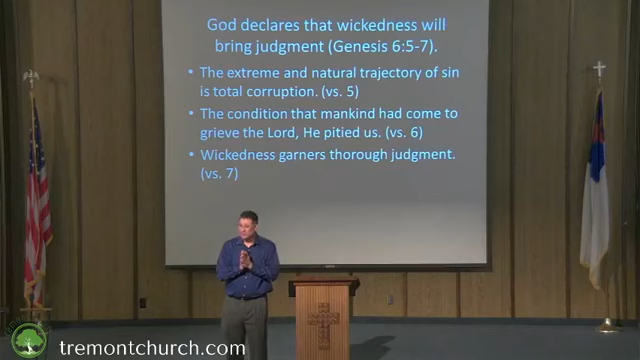 God declares that wickedness will
bring judgment (Genesis 6:5-7).
• The extreme and natural trajectory of sin
is total corruption. (vs. 5)
• The condition that mankind had come to
grieve the Lord, He pitied us. (vs. 6)
• Wickedness garners thorough judgment.
(vs. 7)
tremontchurch.com